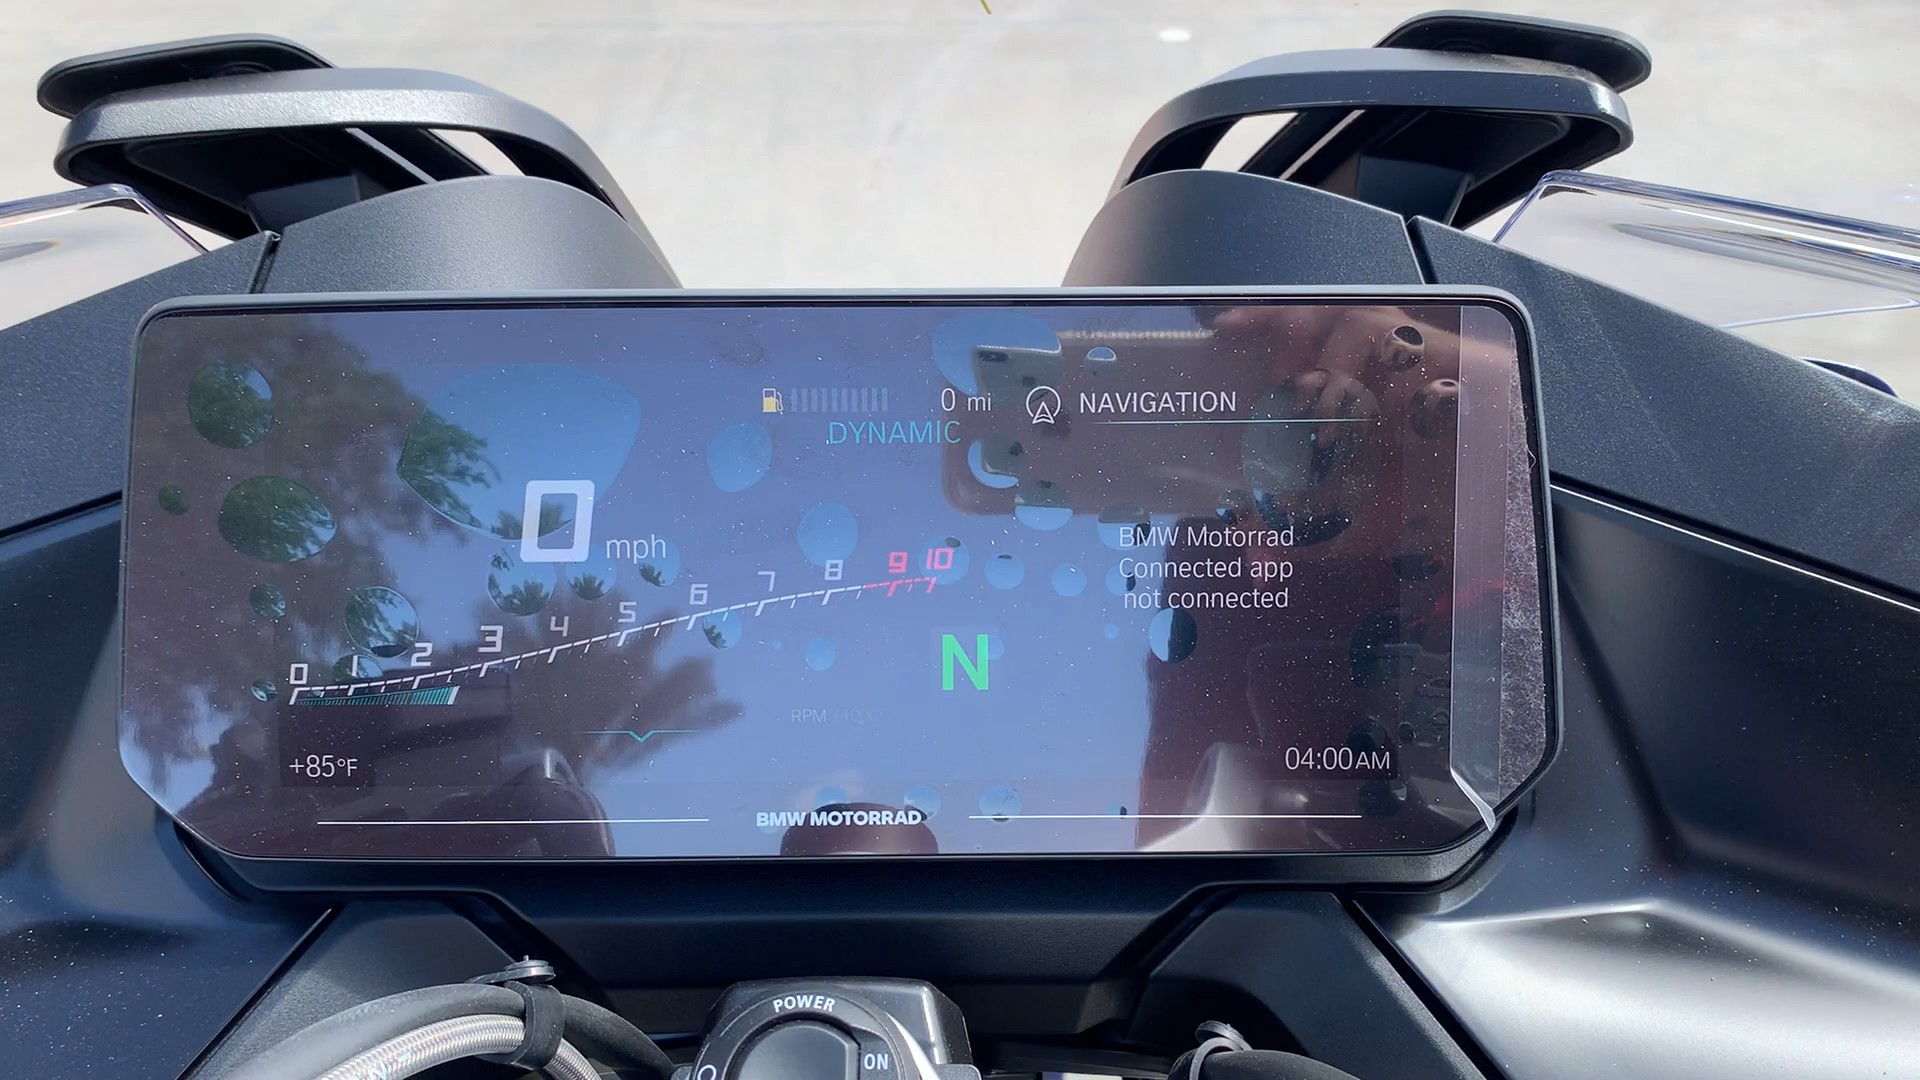 0 mi
DYNAMIC
NAVIGATION
0 mph
BMW Motorrad
Connected app
not connected
0 1 2 3 4 5 6 7 8 9 10
N
RPM
+85°F
04:00AM
BMW MOTORRAD
POWER
ON